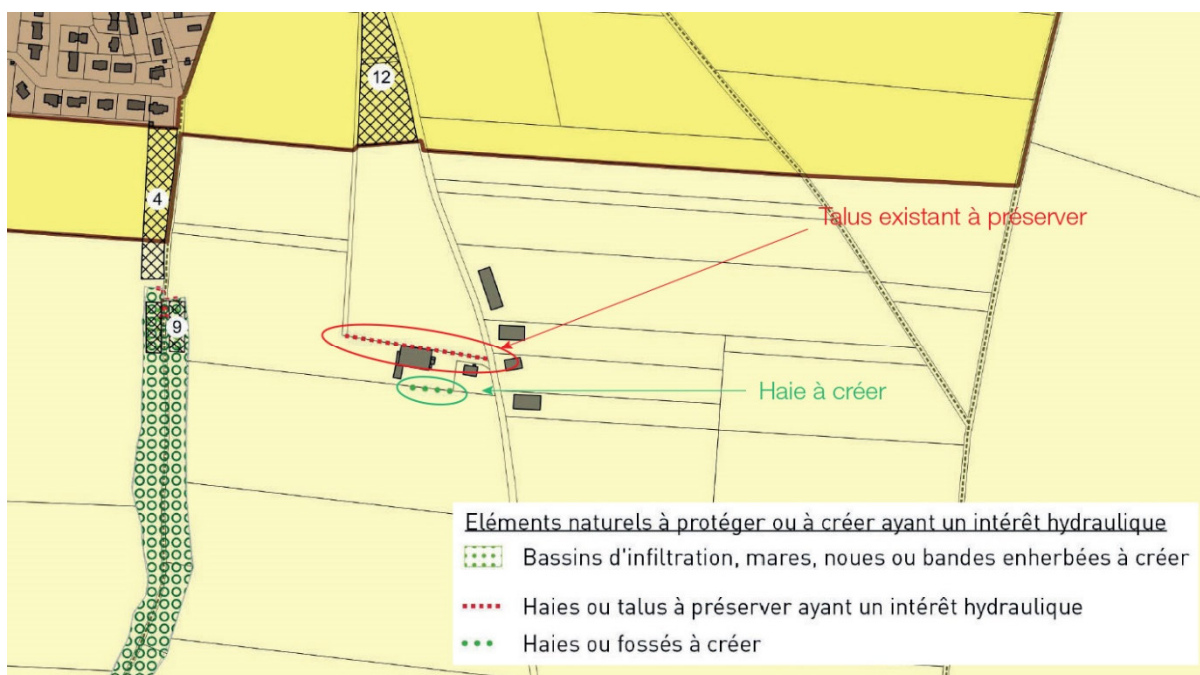 12
4
Talus existant à préserver
9
Haie à créer
Eléments naturels à protéger ou à créer ayant un intérêt hydraulique
Bassins d'infiltration, mares, noues ou bandes enherbées à créer
Haies ou talus à préserver ayant un intérêt hydraulique
Haies ou fossés à créer